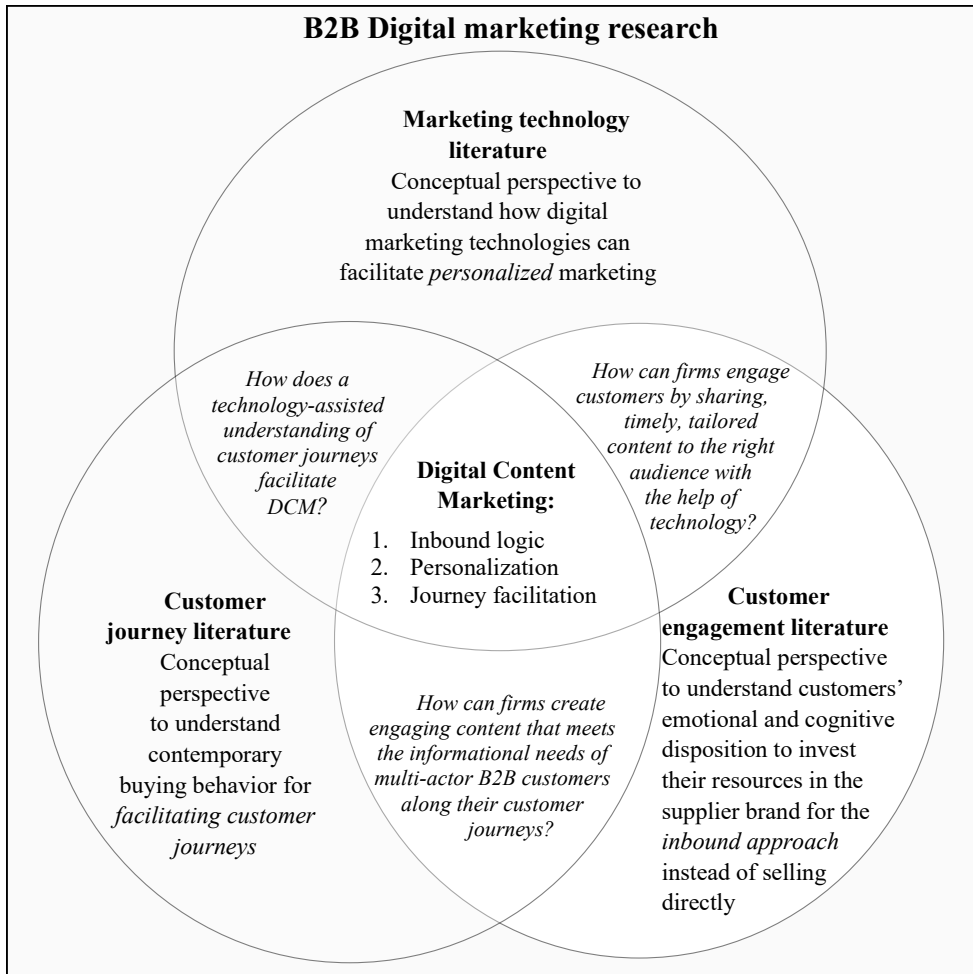 B2B Digital marketing research
Marketing technology
literature
Conceptual perspective to
understand how digital
marketing technologies can
facilitate personalized marketing
How does a
technology-assisted
understanding of
customer journeys
facilitate
DCM?
How can firms engage
customers by sharing,
timely, tailored
content to the right
audience with
the help of
technology?
Digital Content
Marketing:
1. Inbound logic
2. Personalization
3. Journey facilitation
Customer
journey literature
Conceptual
perspective
to understand
contemporary
buying behavior for
facilitating customer
journeys
How can firms create
engaging content that meets
the informational needs of
multi-actor B2B customers
along their customer
journeys?
Customer
engagement literature
Conceptual perspective
to understand customers’
emotional and cognitive
disposition to invest
their resources in the
supplier brand for the
inbound approach
instead of selling
directly